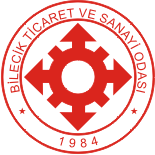 BİLECİK TİCARET VE SANAYİ ODASI
1984